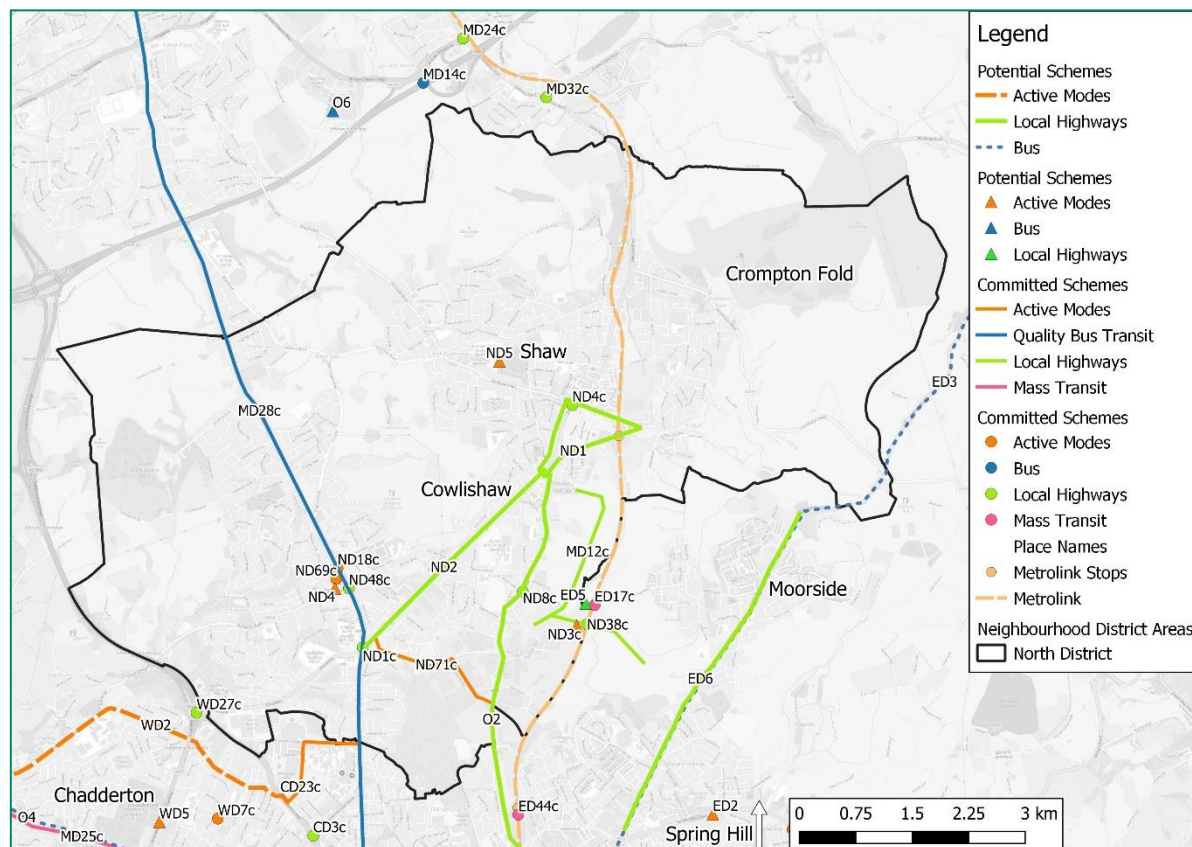 MD24c
MD14c
MD32c
O6
Crompton Fold
ND5
Shaw
ED3
MD28c
ND4c
ND1
Cowlishaw
MD12c
ND18c
ND69c
ND48c
ND2
Moorside
ND4
ND8c
ED5
ED17c
ND3c
ND38c
ND1c
ND71c
ED6
WD27c
O2
WD2
CD23c
Chadderton
WD5
WD7c
ED44c
ED2
O4
MD25c
CD3c
Spring Hill
Legend
Potential Schemes
Active Modes
Local Highways
Bus
Potential Schemes
Active Modes
Bus
Local Highways
Committed Schemes
Active Modes
Quality Bus Transit
Local Highways
Mass Transit
Committed Schemes
Active Modes
Bus
Local Highways
Mass Transit
Place Names
Metrolink Stops
Metrolink
Neighbourhood District Areas
North District
0 0.75 1.5 2.25 3 km